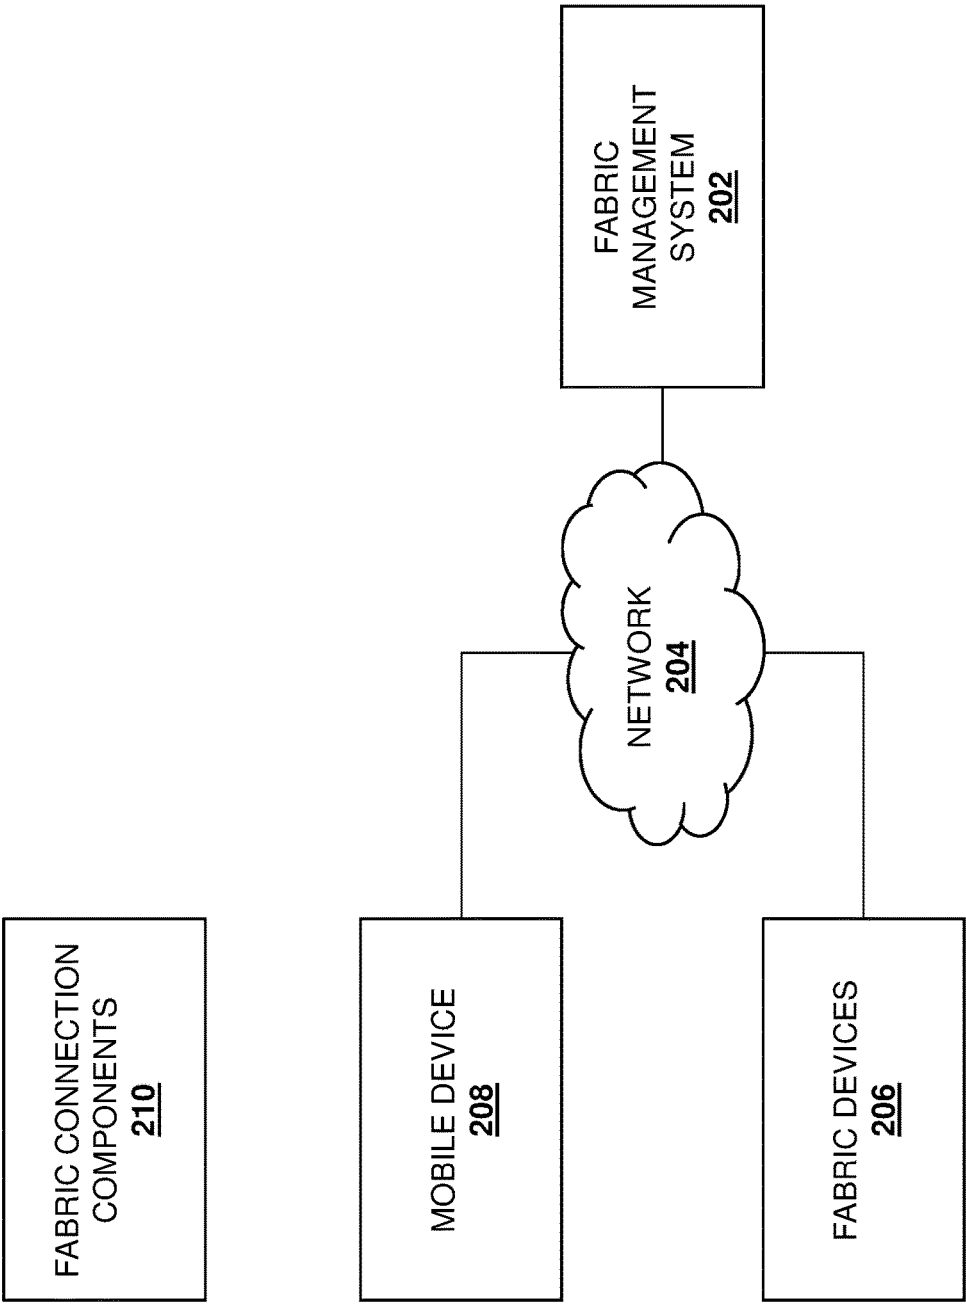 FABRIC CONNECTION
COMPONENTS
210
MOBILE DEVICE
208
FABRIC DEVICES
206
NETWORK
204
FABRIC
MANAGEMENT
SYSTEM
202